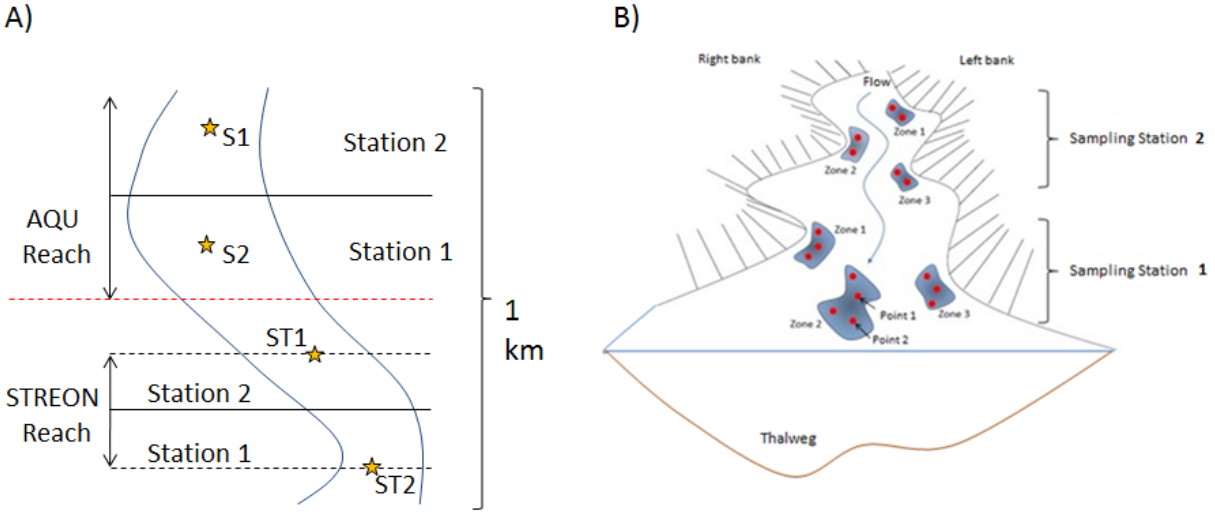 A)
S1
Station 2
AQU
Reach
S2
Station 1
1
km
ST1
STREON
Reach
Station 2
Station 1
ST2
B)
Right bank
Left bank
Flow
Zone 1
Sampling Station 2
Zone 2
Zone 3
Zone 1
Sampling Station 1
Zone 3
Point 1
Zone 2
Point 2
Thalweg